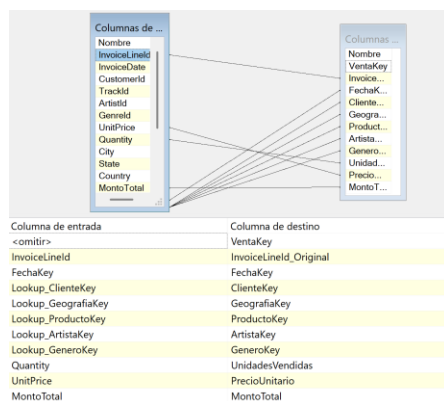 Columnas de ...
Nombre
InvoiceLineId
InvoiceDate
CustomerId
TrackId
ArtistId
GenreId
UnitPrice
Quantity
City
State
Country
MontoTotal
Columnas ...
Nombre
VentaKey
Invoice...
FechaK...
Cliente...
Geogra...
Product...
Artista...
Genero...
Unidad...
Precio...
MontoT...
Columna de entrada Columna de destino
<omitir> VentaKey
InvoiceLineId InvoiceLineId_Original
FechaKey FechaKey
Lookup_ClienteKey ClienteKey
Lookup_GeografiaKey GeografiaKey
Lookup_ProductoKey ProductoKey
Lookup_ArtistaKey ArtistaKey
Lookup_GeneroKey GeneroKey
Quantity UnidadesVendidas
UnitPrice PrecioUnitario
MontoTotal MontoTotal